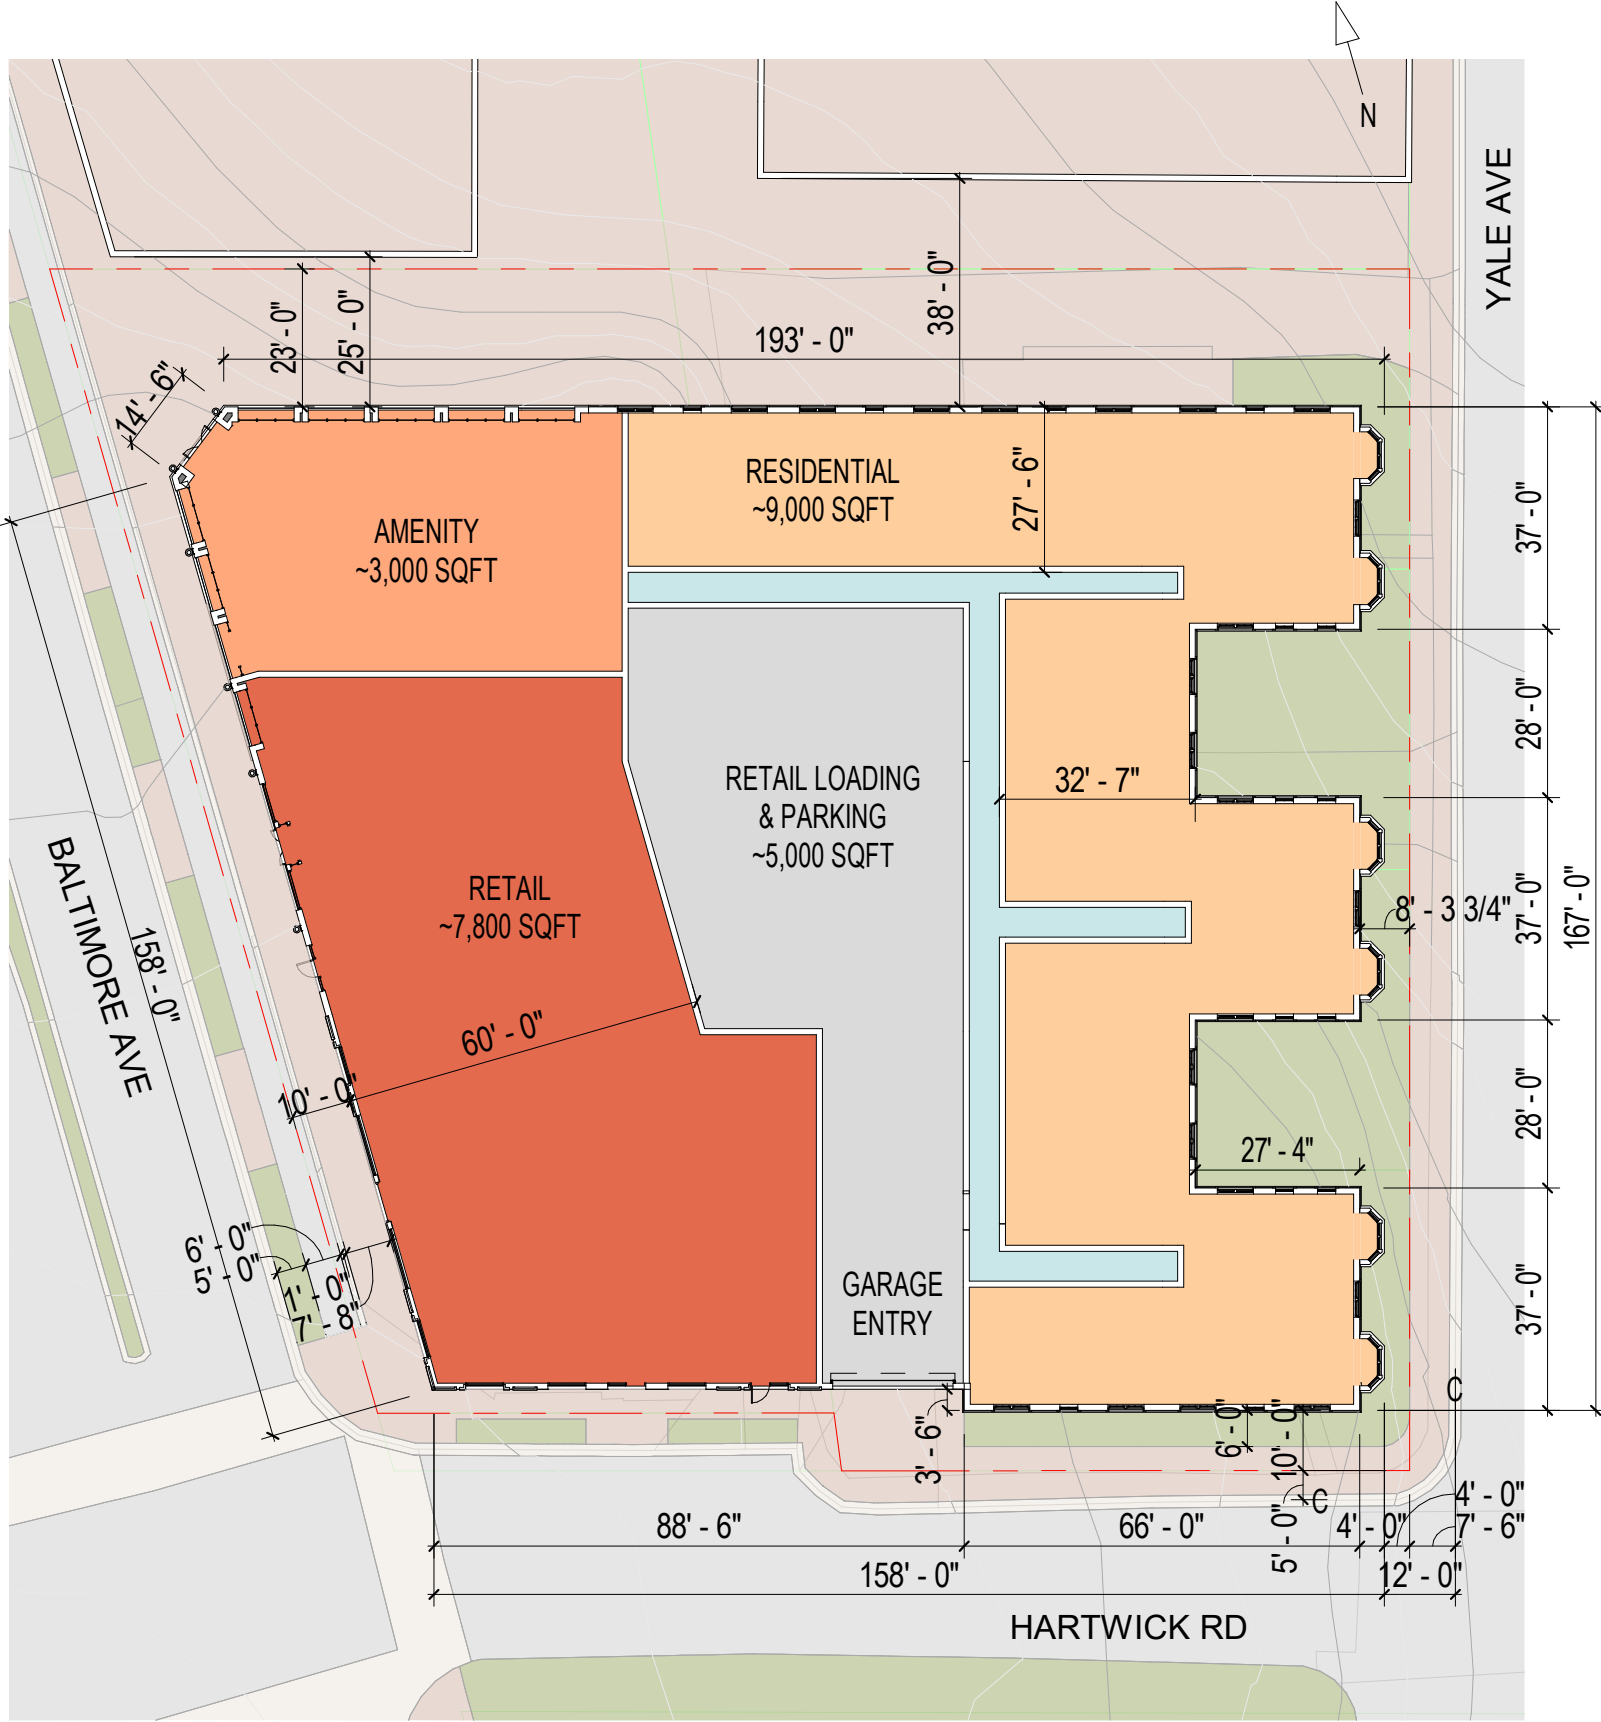 N
YALE AVE
38' - 0"
23' - 0"
25' - 0"
193' - 0"
14' - 6"
RESIDENTIAL
~9,000 SQFT
27' - 6"
37' - 0"
AMENITY
~3,000 SQFT
28' - 0"
RETAIL LOADING
& PARKING
~5,000 SQFT
32' - 7"
RETAIL
~7,800 SQFT
8' - 3 3/4"
37' - 0"
167' - 0"
BALTIMORE AVE
158' - 0"
60' - 0"
10' - 0"
28' - 0"
27' - 4"
6' - 0"
5' - 0"
1' - 0"
7' - 8"
GARAGE
ENTRY
37' - 0"
C
3' - 6"
6' - 0"
10' - 0"
C
5' - 0"
4' - 0"
88' - 6"
66' - 0"
4' - 0"
7' - 6"
158' - 0"
12' - 0"
HARTWICK RD